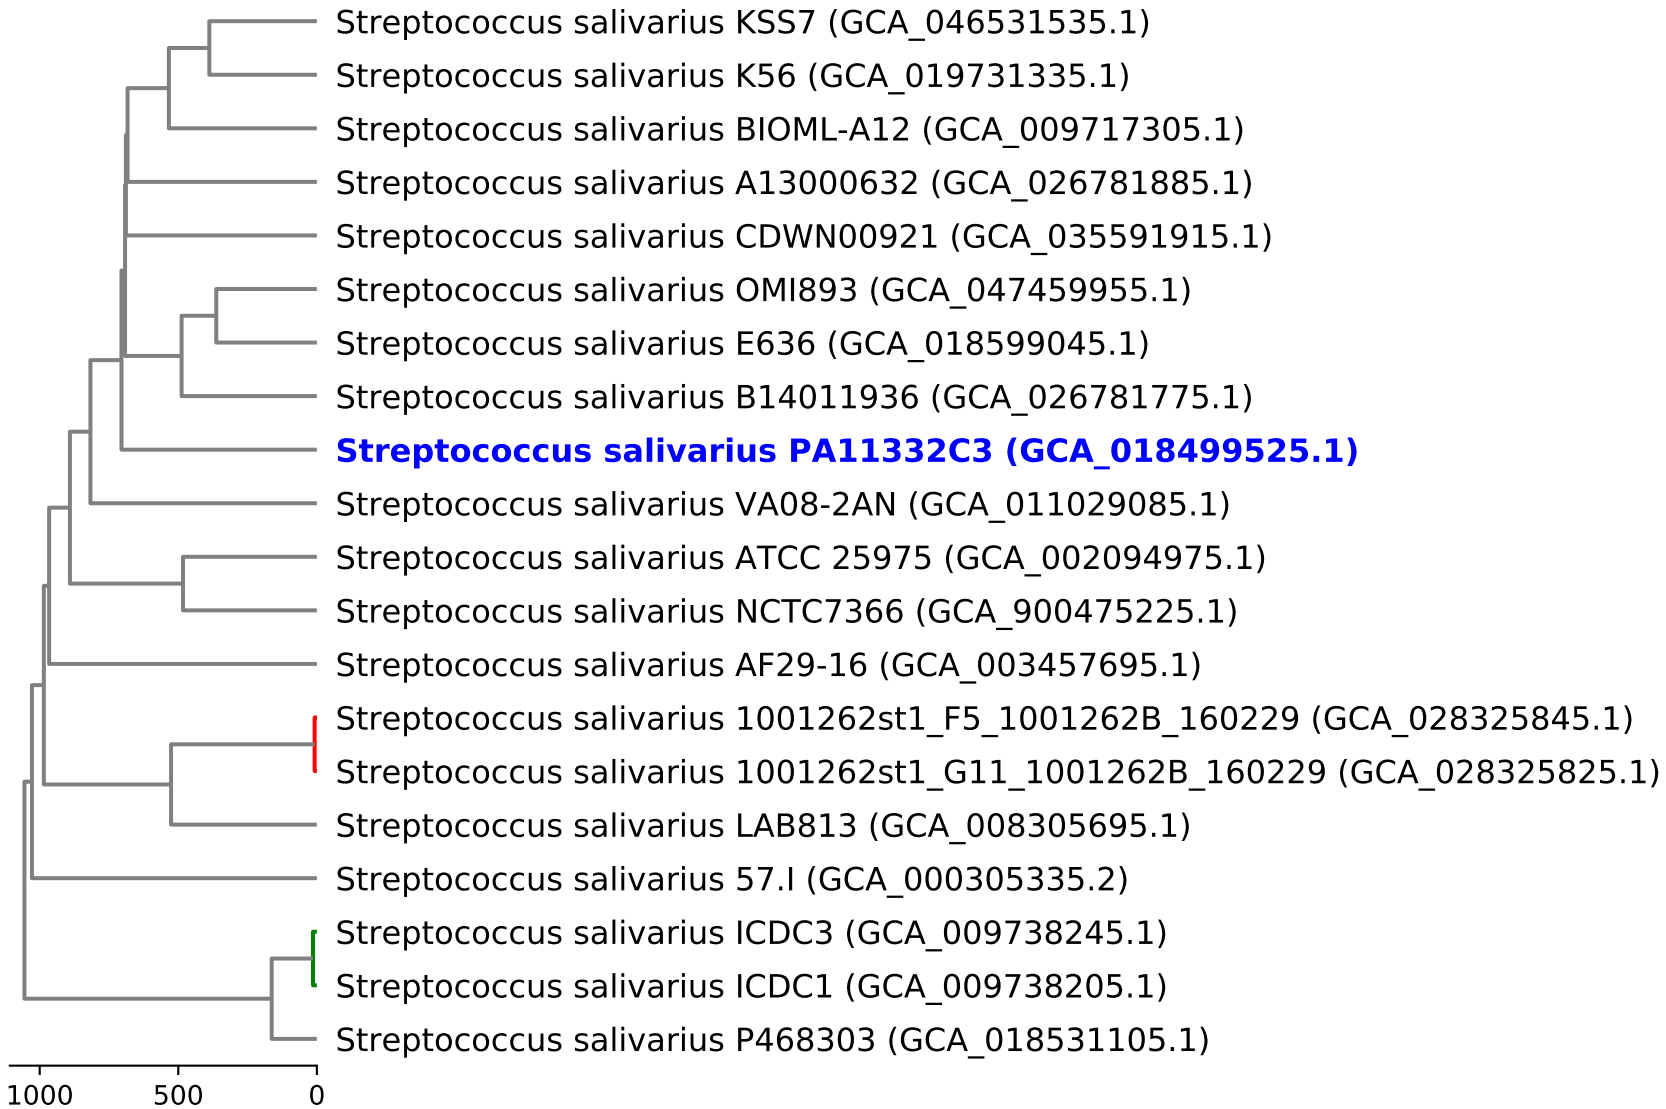 Streptococcus salivarius KSS7 (GCA_046531535.1)
Streptococcus salivarius K56 (GCA_019731335.1)
Streptococcus salivarius BIOML-A12 (GCA_009717305.1)
Streptococcus salivarius A13000632 (GCA_026781885.1)
Streptococcus salivarius CDWN00921 (GCA_035591915.1)
Streptococcus salivarius OMI893 (GCA_047459955.1)
Streptococcus salivarius E636 (GCA_018599045.1)
Streptococcus salivarius B14011936 (GCA_026781775.1)
Streptococcus salivarius PA11332C3 (GCA_018499525.1)
Streptococcus salivarius VA08-2AN (GCA_011029085.1)
Streptococcus salivarius ATCC 25975 (GCA_002094975.1)
Streptococcus salivarius NCTC7366 (GCA_900475225.1)
Streptococcus salivarius AF29-16 (GCA_003457695.1)
Streptococcus salivarius 1001262st1_F5_1001262B_160229 (GCA_028325845.1)
Streptococcus salivarius 1001262st1_G11_1001262B_160229 (GCA_028325825.1)
Streptococcus salivarius LAB813 (GCA_008305695.1)
Streptococcus salivarius 57.I (GCA_000305335.2)
Streptococcus salivarius ICDC3 (GCA_009738245.1)
Streptococcus salivarius ICDC1 (GCA_009738205.1)
Streptococcus salivarius P468303 (GCA_018531105.1)
1000 500 0